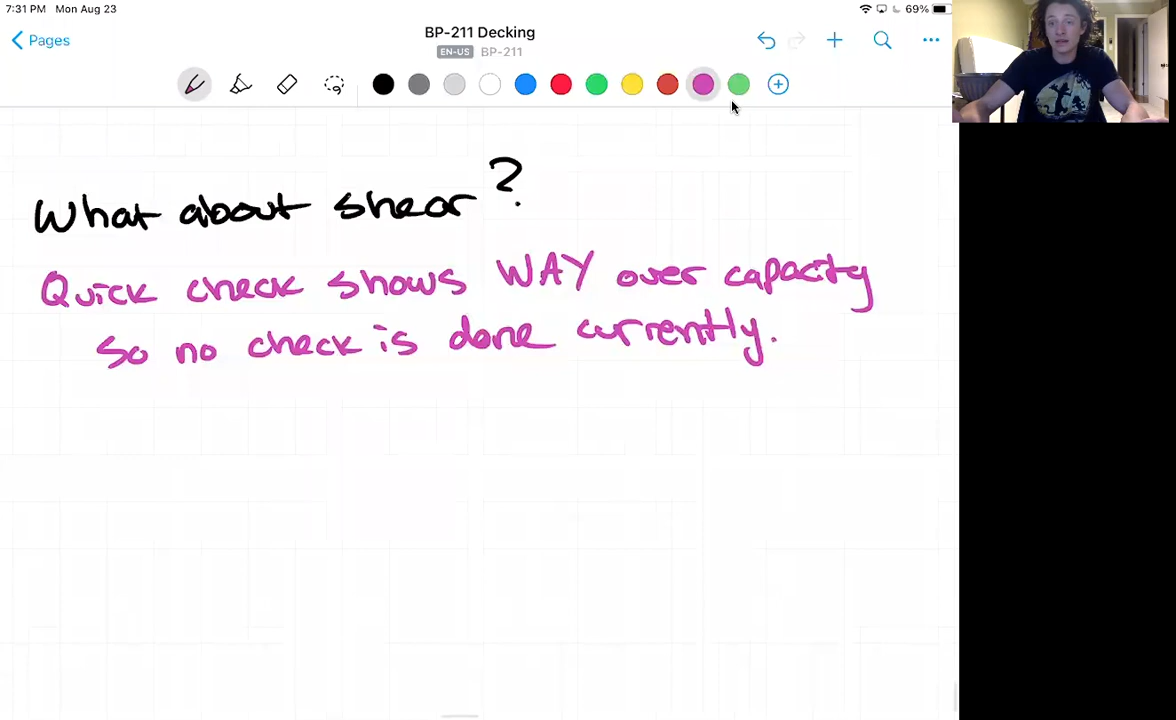 7:31 PM Mon Aug 23
69%
Pages
BP-211 Decking
EN-US BP-211
What about shear?
Quick check shows WAY over capacity
so no check is done currently.